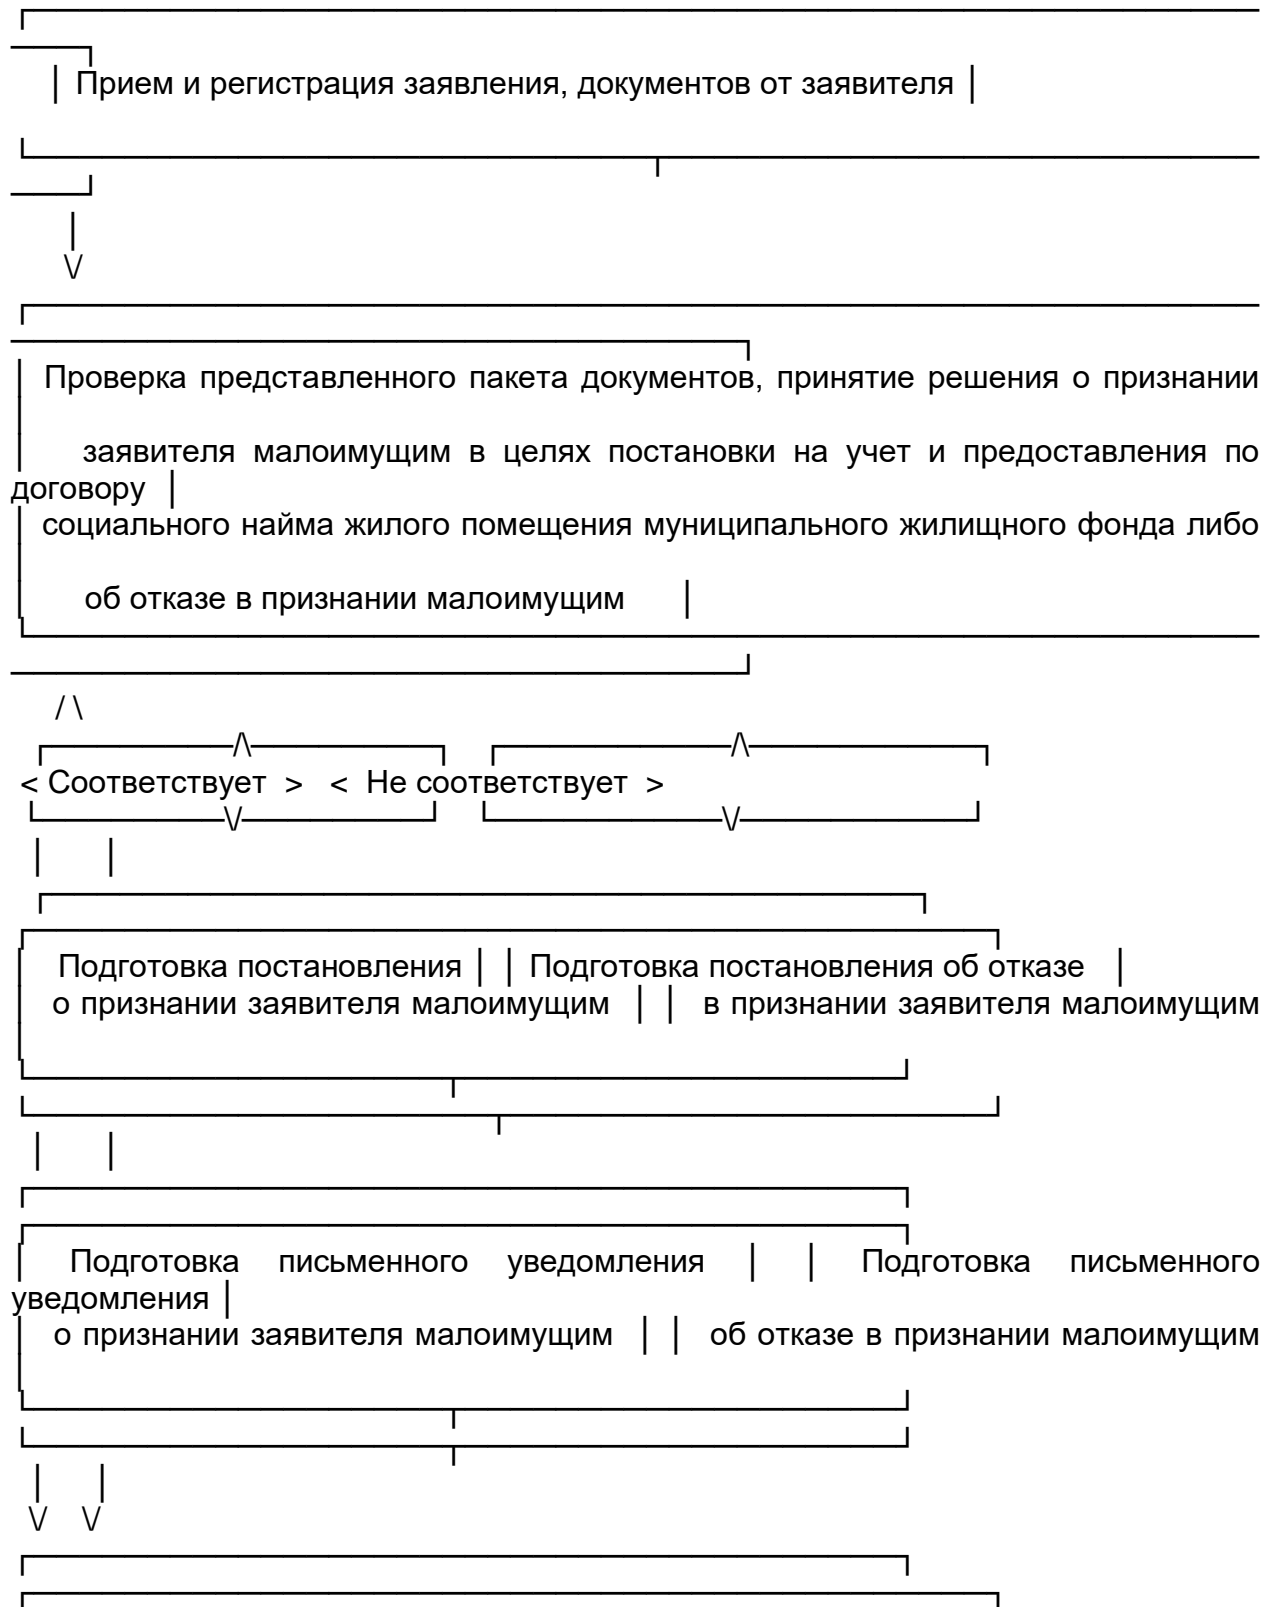 Прием и регистрация заявления, документов от заявителя
Проверка представленного пакета документов, принятие решения о признании
заявителя малоимущим в целях постановки на учет и предоставления по
договору
социального найма жилого помещения муниципального жилищного фонда либо
об отказе в признании малоимущим
< Соответствует > < Не соответствует >
Подготовка постановления | | Подготовка постановления об отказе
о признании заявителя малоимущим | | в признании заявителя малоимущим
Подготовка письменного уведомления | | Подготовка письменного
уведомления
о признании заявителя малоимущим | | об отказе в признании малоимущим